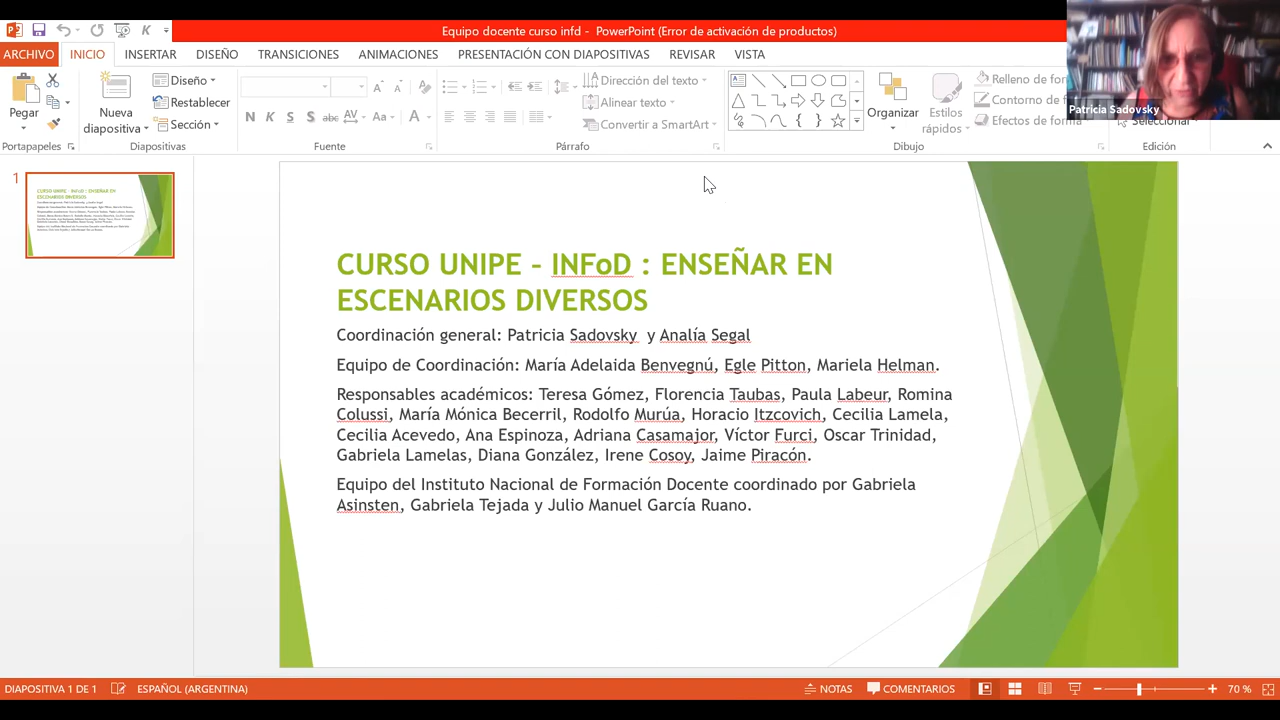 Equipo docente curso infd - PowerPoint (Error de activación de productos)
ARCHIVO INICIO INSERTAR DISEÑO TRANSICIONES ANIMACIONES PRESENTACIÓN CON DIAPOSITIVAS REVISAR VISTA
Pegar
Portapapeles
Nueva
diapositiva
Diseño
Restablecer
Sección
Diapositivas
N K S S abc AV Aa A
Fuente
Dirección del texto
Alinear texto
Convertir a SmartArt
Párrafo
Organizar
Estilos
rápidos
Relleno de for
Contorno de
Efectos de forma
Dibujo
Seleccionar
Edición
Patricia Sadovsky
1
CURSO UNIPE – INFoD : ENSEÑAR EN
ESCENARIOS DIVERSOS
Coordinación general: Patricia Sadovsky y Analía Segal
Equipo de Coordinación: María Adelaida Benvegnú, Egle Pitton, Mariela Helman.
Responsables académicos: Teresa Gómez, Florencia Taubas, Paula Labeur, Romina
Colussi, María Mónica Becerril, Rodolfo Murúa, Horacio Itzcovich, Cecilia Lamela,
Cecilia Acevedo, Ana Espinoza, Adriana Casamajor, Víctor Furci, Oscar Trinidad,
Gabriela Lamelas, Diana González, Irene Cosoy, Jaime Piracón.
Equipo del Instituto Nacional de Formación Docente coordinado por Gabriela
Asinsten, Gabriela Tejada y Julio Manuel García Ruano.
DIAPOSITIVA 1 DE 1 ESPAÑOL (ARGENTINA) NOTAS COMENTARIOS 70 %